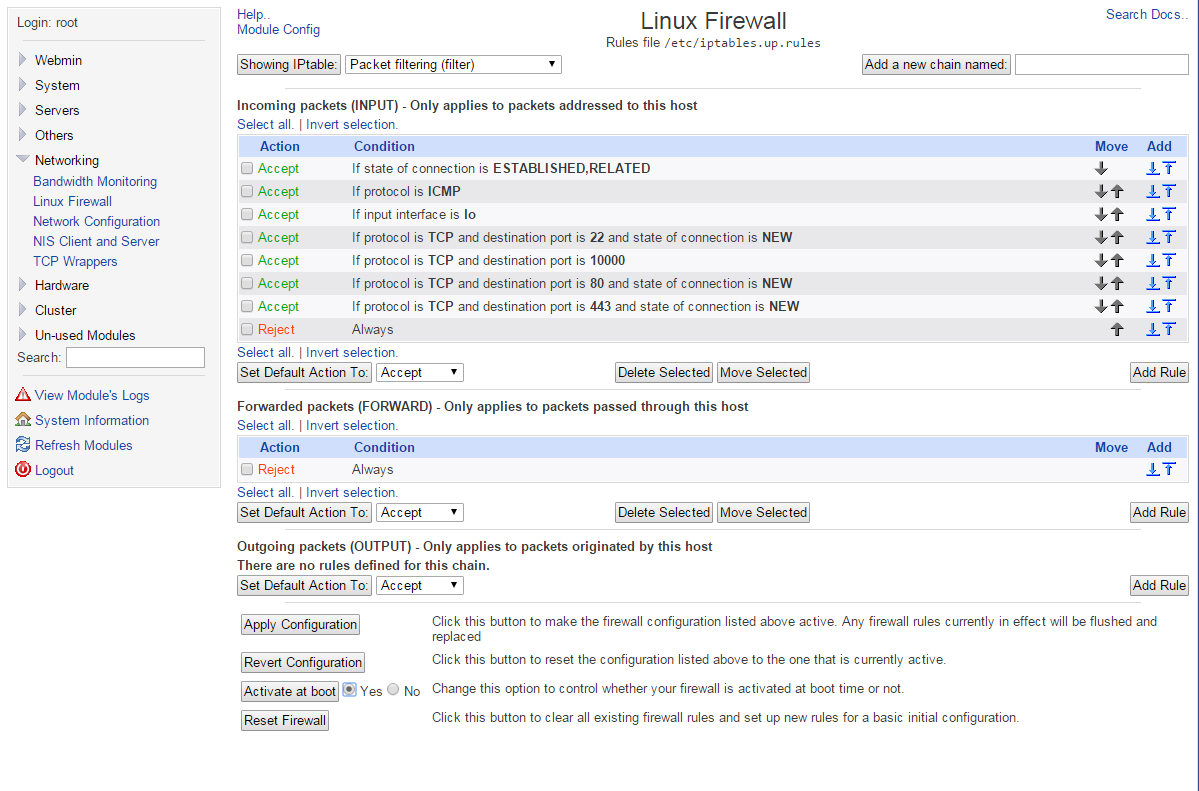 Login: root
Webmin
System
Servers
Others
Networking
Bandwidth Monitoring
Linux Firewall
Network Configuration
NIS Client and Server
TCP Wrappers
Hardware
Cluster
Un-used Modules
Search:
View Module's Logs
System Information
Refresh Modules
Logout
Help..
Module Config
Linux Firewall
Rules file /etc/iptables.up.rules
Search Docs..
Showing IPtable: Packet filtering (filter) Add a new chain named:
Incoming packets (INPUT) - Only applies to packets addressed to this host
Select all. | Invert selection.
Action Condition Move Add
Accept If state of connection is ESTABLISHED,RELATED
Accept If protocol is ICMP
Accept If input interface is lo
Accept If protocol is TCP and destination port is 22 and state of connection is NEW
Accept If protocol is TCP and destination port is 10000
Accept If protocol is TCP and destination port is 80 and state of connection is NEW
Accept If protocol is TCP and destination port is 443 and state of connection is NEW
Reject Always
Select all. | Invert selection.
Set Default Action To: Accept Delete Selected Move Selected Add Rule
Forwarded packets (FORWARD) - Only applies to packets passed through this host
Select all. | Invert selection.
Action Condition Move Add
Reject Always
Select all. | Invert selection.
Set Default Action To: Accept Delete Selected Move Selected Add Rule
Outgoing packets (OUTPUT) - Only applies to packets originated by this host
There are no rules defined for this chain.
Set Default Action To: Accept Add Rule
Apply Configuration Click this button to make the firewall configuration listed above active. Any firewall rules currently in effect will be flushed and
replaced
Revert Configuration Click this button to reset the configuration listed above to the one that is currently active.
Activate at boot Yes No Change this option to control whether your firewall is activated at boot time or not.
Reset Firewall Click this button to clear all existing firewall rules and set up new rules for a basic initial configuration.